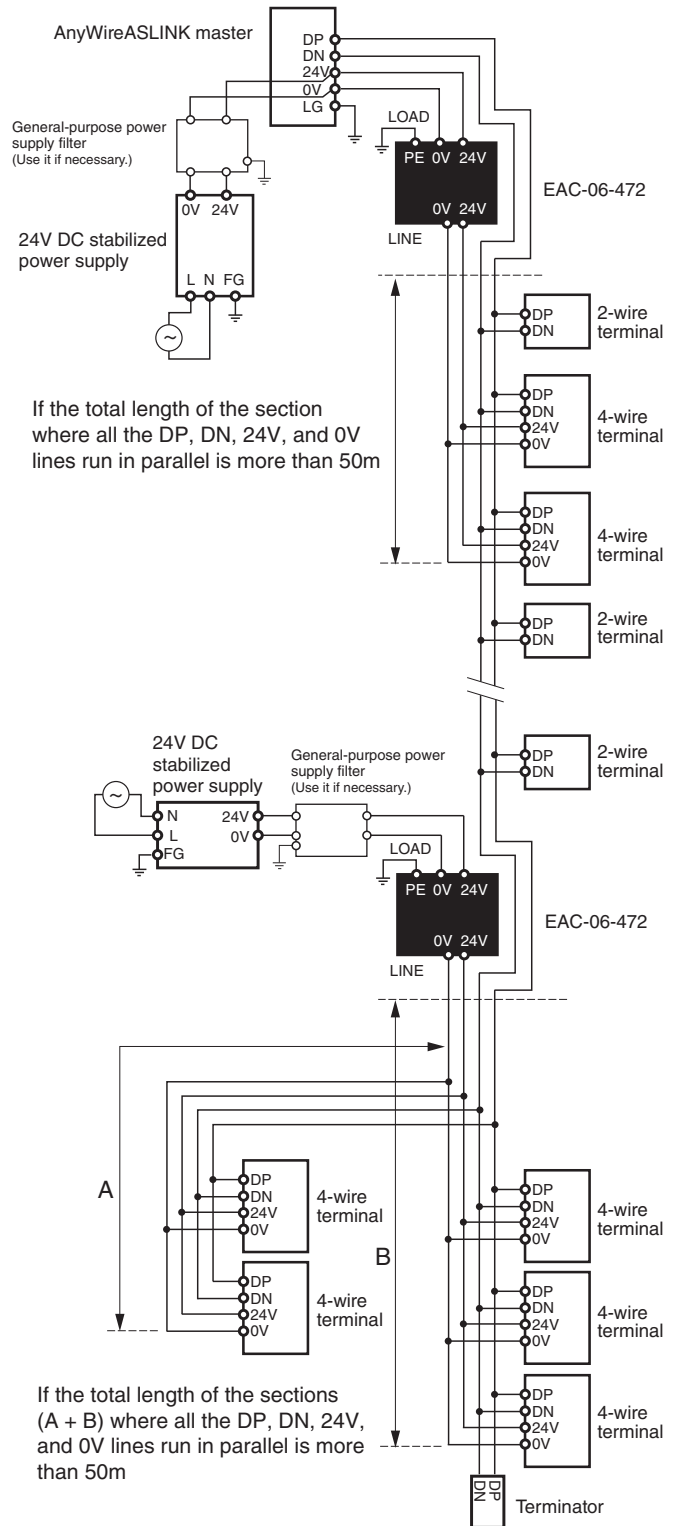 AnyWireASLINK master
DP
DN
24V
0V
LG
General-purpose power
supply filter
(Use it if necessary.)
0V 24V
24V DC stabilized
power supply
L N FG
~
LOAD
PE 0V 24V
0V 24V
LINE
EAC-06-472
If the total length of the section
where all the DP, DN, 24V, and 0V
lines run in parallel is more than 50m
DP
DN
2-wire
terminal
DP
DN
24V
0V
4-wire
terminal
DP
DN
24V
0V
4-wire
terminal
DP
DN
2-wire
terminal
DP
DN
2-wire
terminal
24V DC
stabilized
power supply
~
N
L
FG
24V
0V
General-purpose power
supply filter
(Use it if necessary.)
LOAD
PE 0V 24V
0V 24V
LINE
EAC-06-472
A
B
DP
DN
24V
0V
4-wire
terminal
DP
DN
24V
0V
4-wire
terminal
DP
DN
24V
0V
4-wire
terminal
DP
DN
24V
0V
4-wire
terminal
DP
DN
24V
0V
4-wire
terminal
If the total length of the sections
(A + B) where all the DP, DN, 24V,
and 0V lines run in parallel is more
than 50m
DP
DN
Terminator